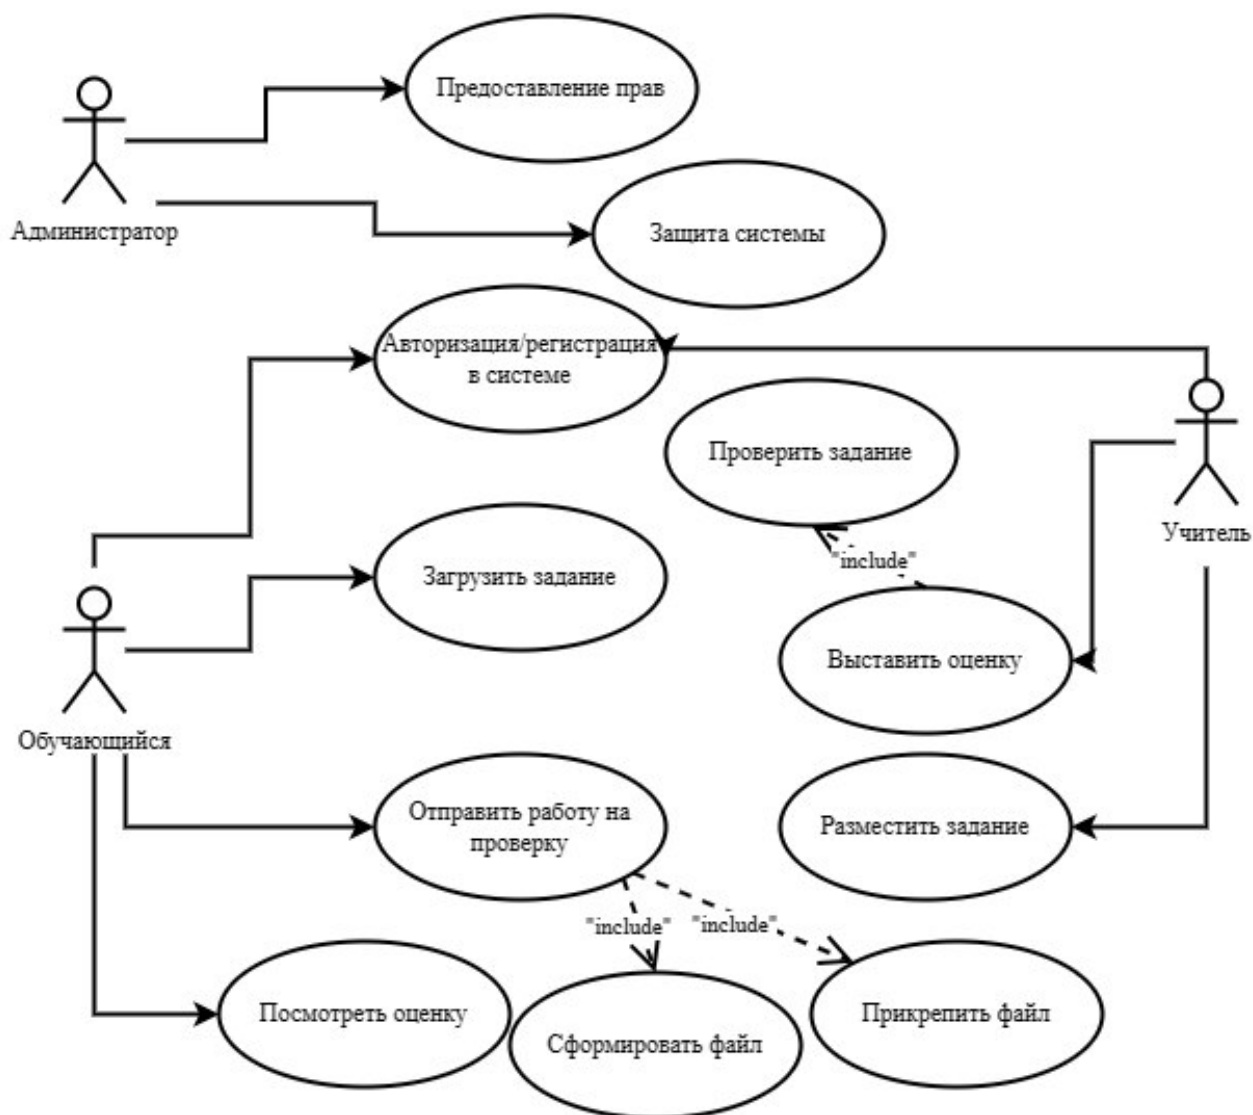 Предоставление прав
Администратор
Защита системы
Авторизация/регистрация
в системе
Проверить задание
Учитель
"include"
Загрузить задание
Выставить оценку
Обучающийся
Отправить работу на
проверку
Разместить задание
"include"
"include"
Посмотреть оценку
Сформировать файл
Прикрепить файл